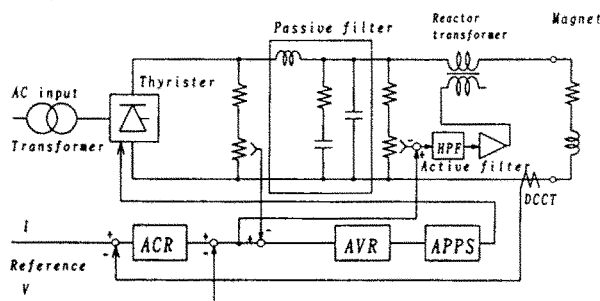 Passive filter
Reactor
transformer
Magnet
Thyrister
AC input
Transformer
HPF
Active filter
DCCT
i
ACR
AVR
APPS
Reference
V
+
-
+
-
+
-
-
+